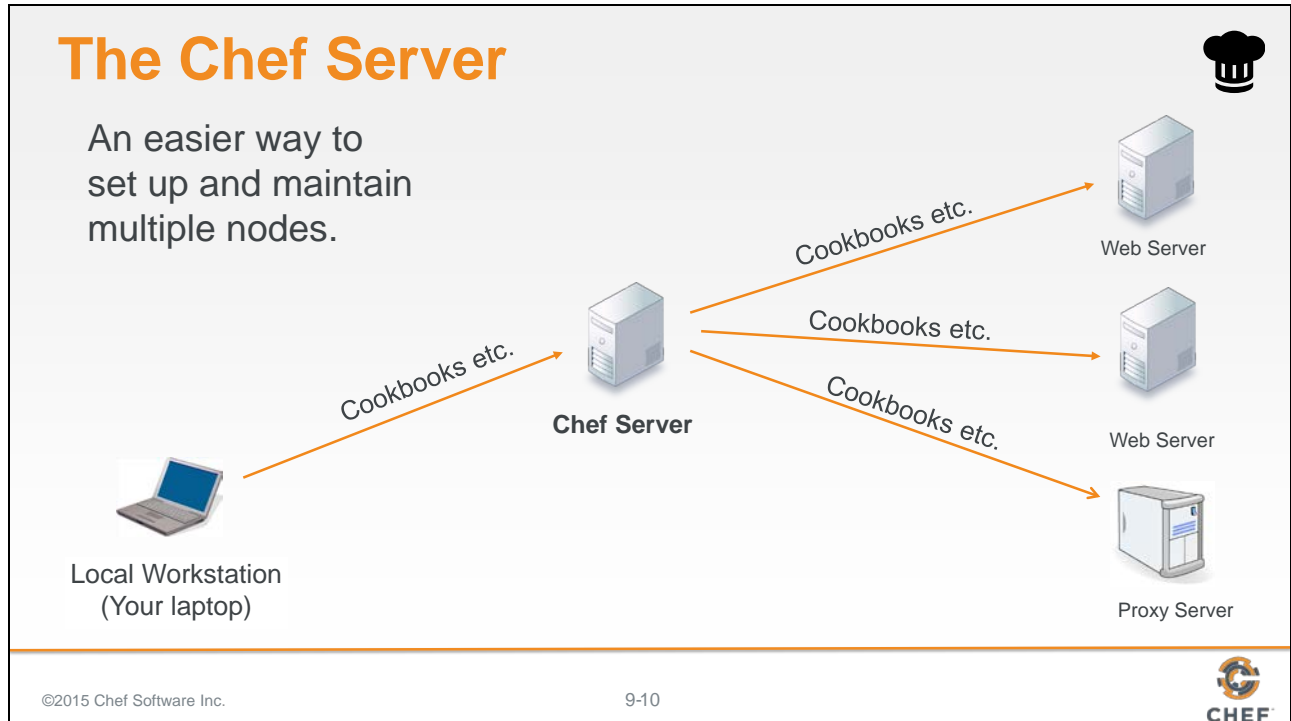 The Chef Server
An easier way to
set up and maintain
multiple nodes.
Cookbooks etc.
Web Server
Cookbooks etc.
Cookbooks etc.
Chef Server
Cookbooks etc.
Web Server
Local Workstation
(Your laptop)
Proxy Server
©2015 Chef Software Inc.
9-10
CHEF